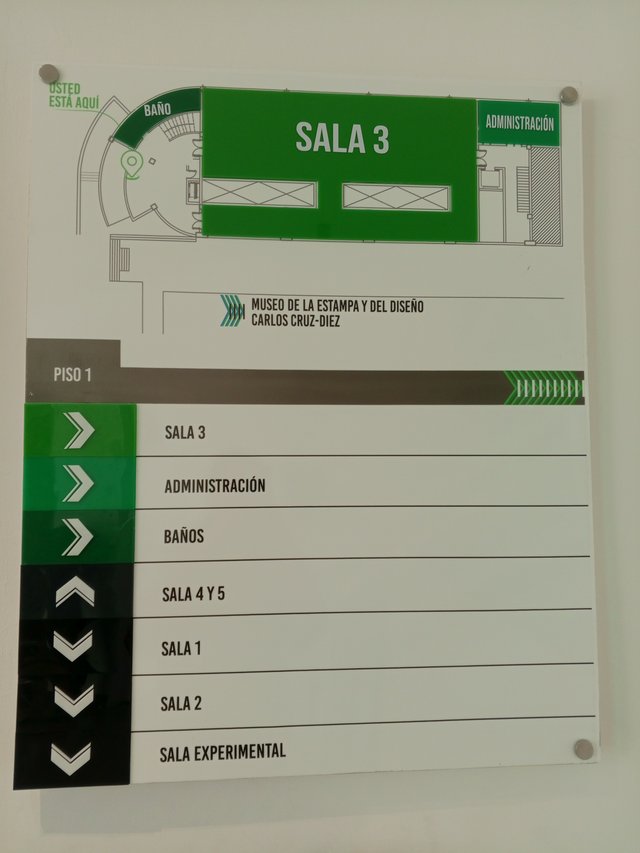 USTED
ESTÁ AQUÍ
BAÑO
SALA 3
ADMINISTRACIÓN
MUSEO DE LA ESTAMPA Y DEL DISEÑO
CARLOS CRUZ-DIEZ
PISO 1
SALA 3
ADMINISTRACIÓN
BAÑOS
SALA 4 Y 5
SALA 1
SALA 2
SALA EXPERIMENTAL